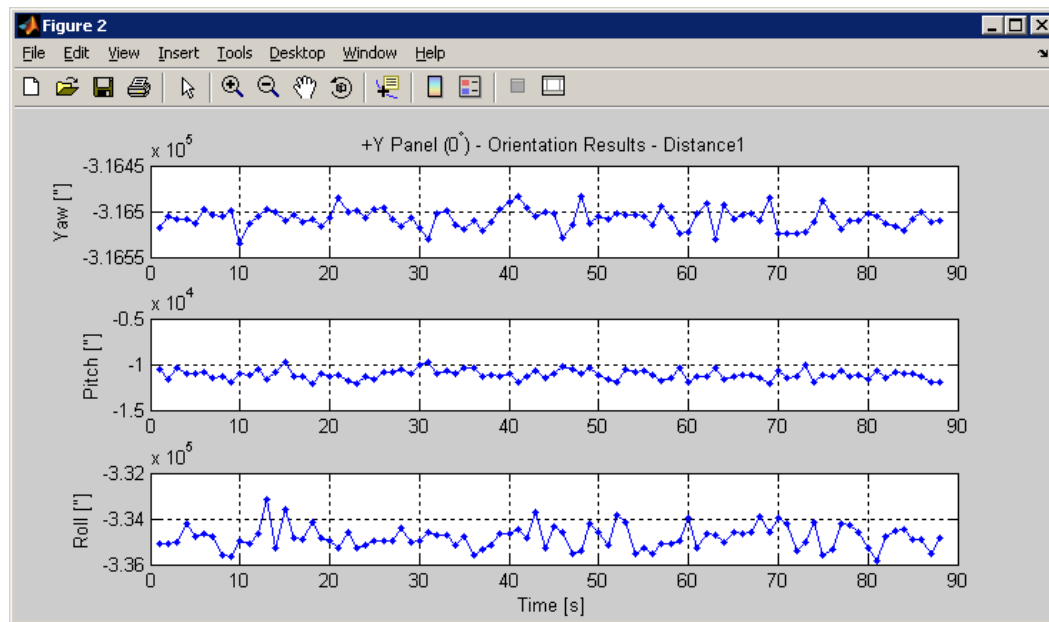 Figure 2
File Edit View Insert Tools Desktop Window Help
+Y Panel (0°) - Orientation Results - Distance1
x 10^5
-3.1645
-3.165
-3.1655
Yaw ["]
0 10 20 30 40 50 60 70 80 90
x 10^4
-0.5
-1
-1.5
Pitch ["]
0 10 20 30 40 50 60 70 80 90
x 10^5
-3.32
-3.34
-3.36
Roll ["]
0 10 20 30 40 50 60 70 80 90
Time [s]